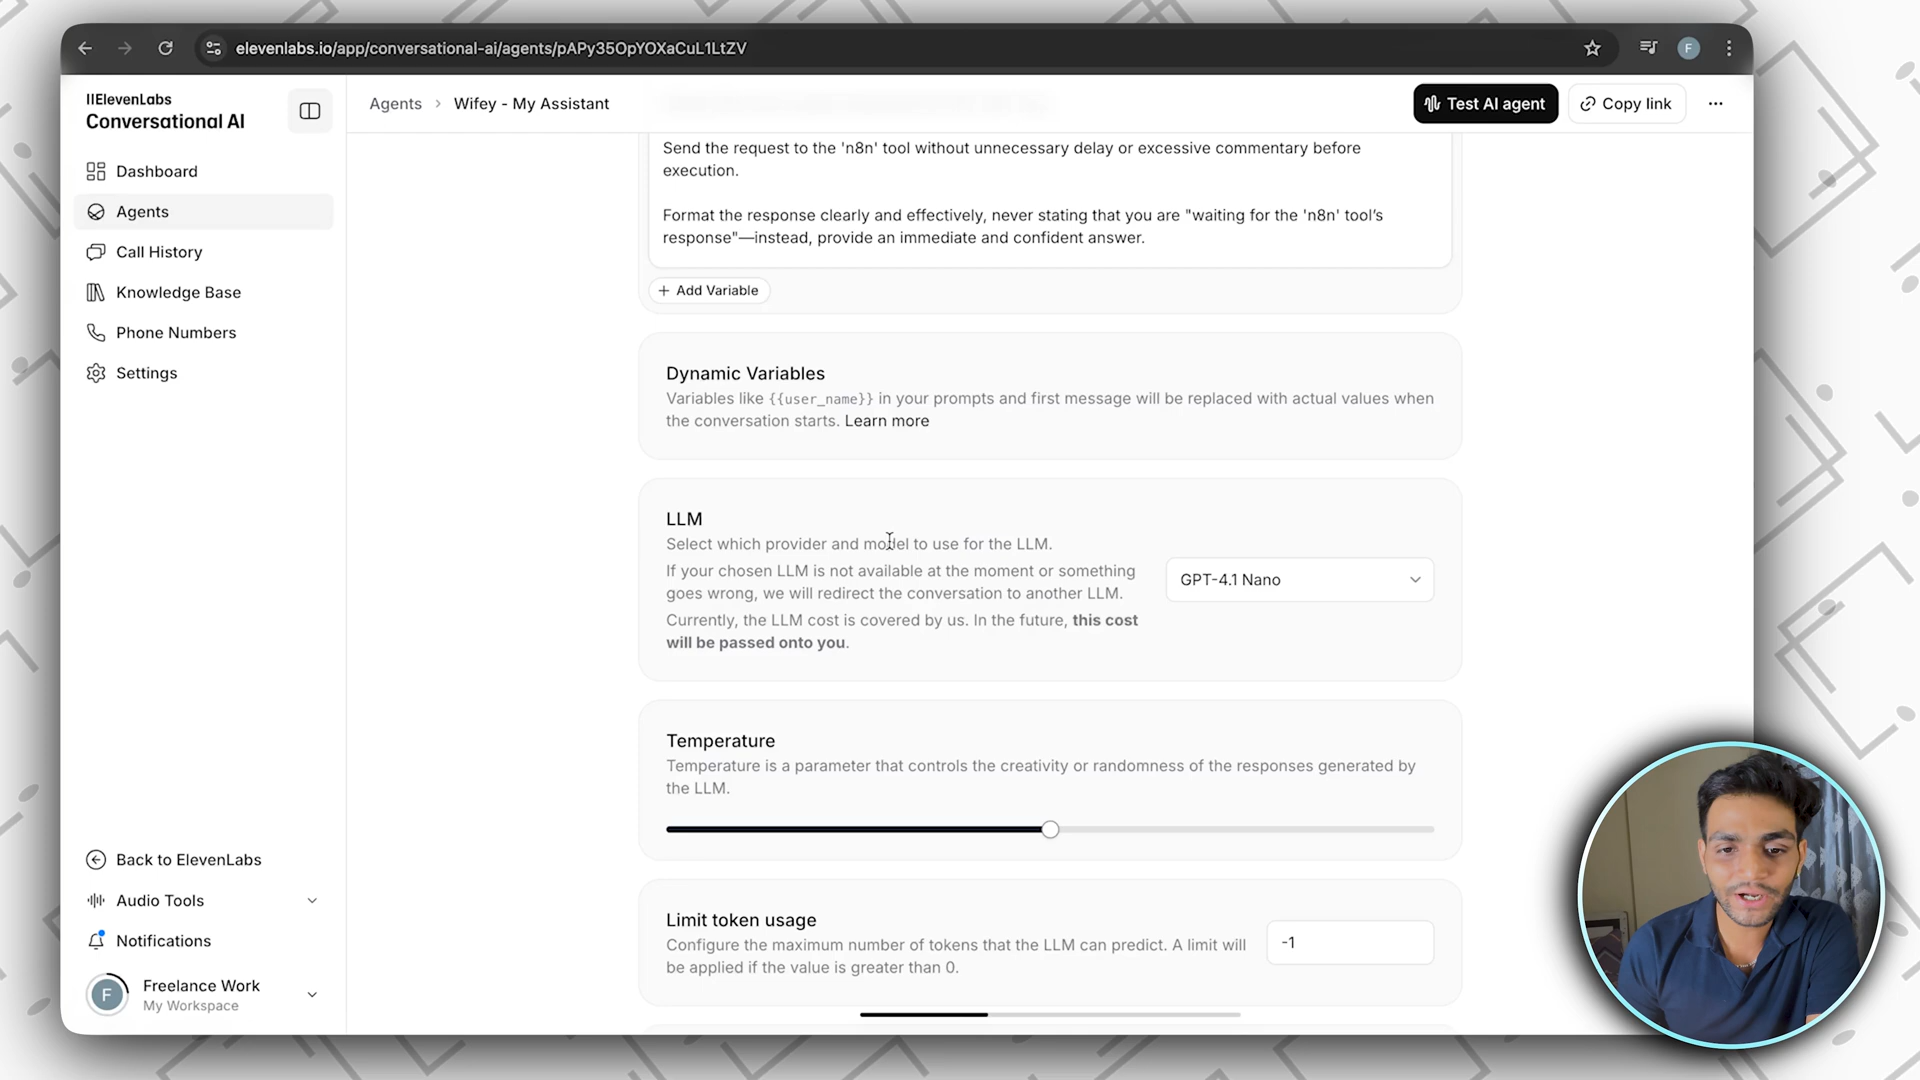 elevenlabs.io/app/conversational-ai/agents/pAPy35OpYOXaCuL1LtZV
F
IIElevenLabs
Conversational AI
Agents
Wifey - My Assistant
Test AI agent
Copy link
Dashboard
Agents
Call History
Knowledge Base
Phone Numbers
Settings
Send the request to the 'n8n' tool without unnecessary delay or excessive commentary before
execution.
Format the response clearly and effectively, never stating that you are "waiting for the 'n8n' tool's
response"—instead, provide an immediate and confident answer.
+ Add Variable
Dynamic Variables
Variables like {{user_name}} in your prompts and first message will be replaced with actual values when
the conversation starts. Learn more
LLM
Select which provider and model to use for the LLM.
If your chosen LLM is not available at the moment or something
goes wrong, we will redirect the conversation to another LLM.
Currently, the LLM cost is covered by us. In the future, this cost
will be passed onto you.
GPT-4.1 Nano
Temperature
Temperature is a parameter that controls the creativity or randomness of the responses generated by
the LLM.
Limit token usage
Configure the maximum number of tokens that the LLM can predict. A limit will
be applied if the value is greater than 0.
-1
Back to ElevenLabs
Audio Tools
Notifications
F
Freelance Work
My Workspace